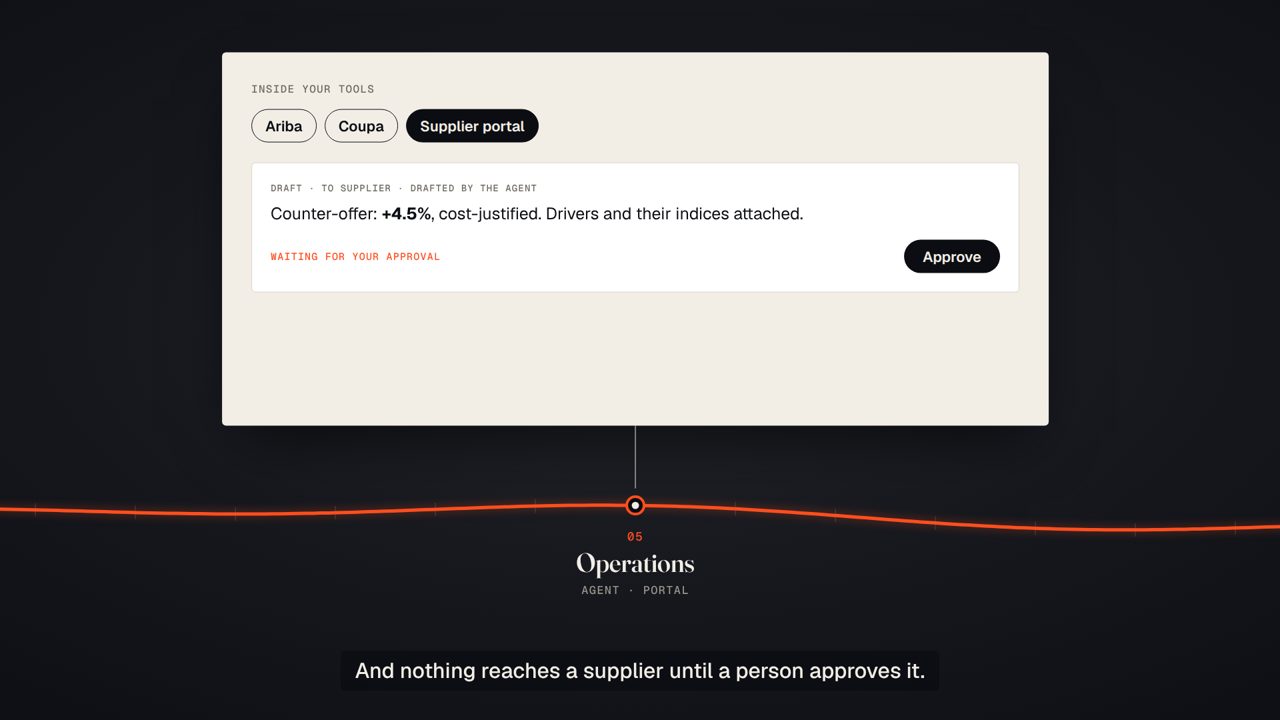 INSIDE YOUR TOOLS
Ariba Coupa Supplier portal
DRAFT · TO SUPPLIER · DRAFTED BY THE AGENT
Counter-offer: +4.5%, cost-justified. Drivers and their indices attached.
WAITING FOR YOUR APPROVAL Approve
05
Operations
AGENT · PORTAL
And nothing reaches a supplier until a person approves it.